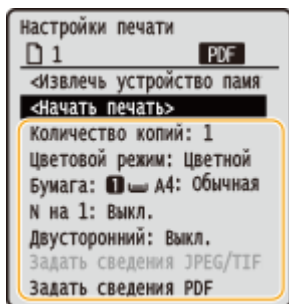 Настройки печати
1 PDF
<Извлечь устройство памя
<Начать печать>
Количество копий: 1
Цветовой режим: Цветной
Бумага: 1 A4: Обычная
N на 1: Выкл.
Двусторонний: Выкл.
Задать сведения JPEG/TIF
Задать сведения PDF